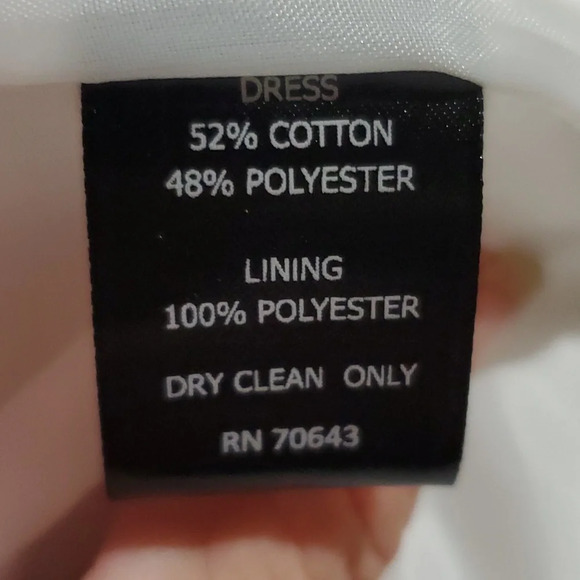 DRESS
52% COTTON
48% POLYESTER
LINING
100% POLYESTER
DRY CLEAN ONLY
RN 70643